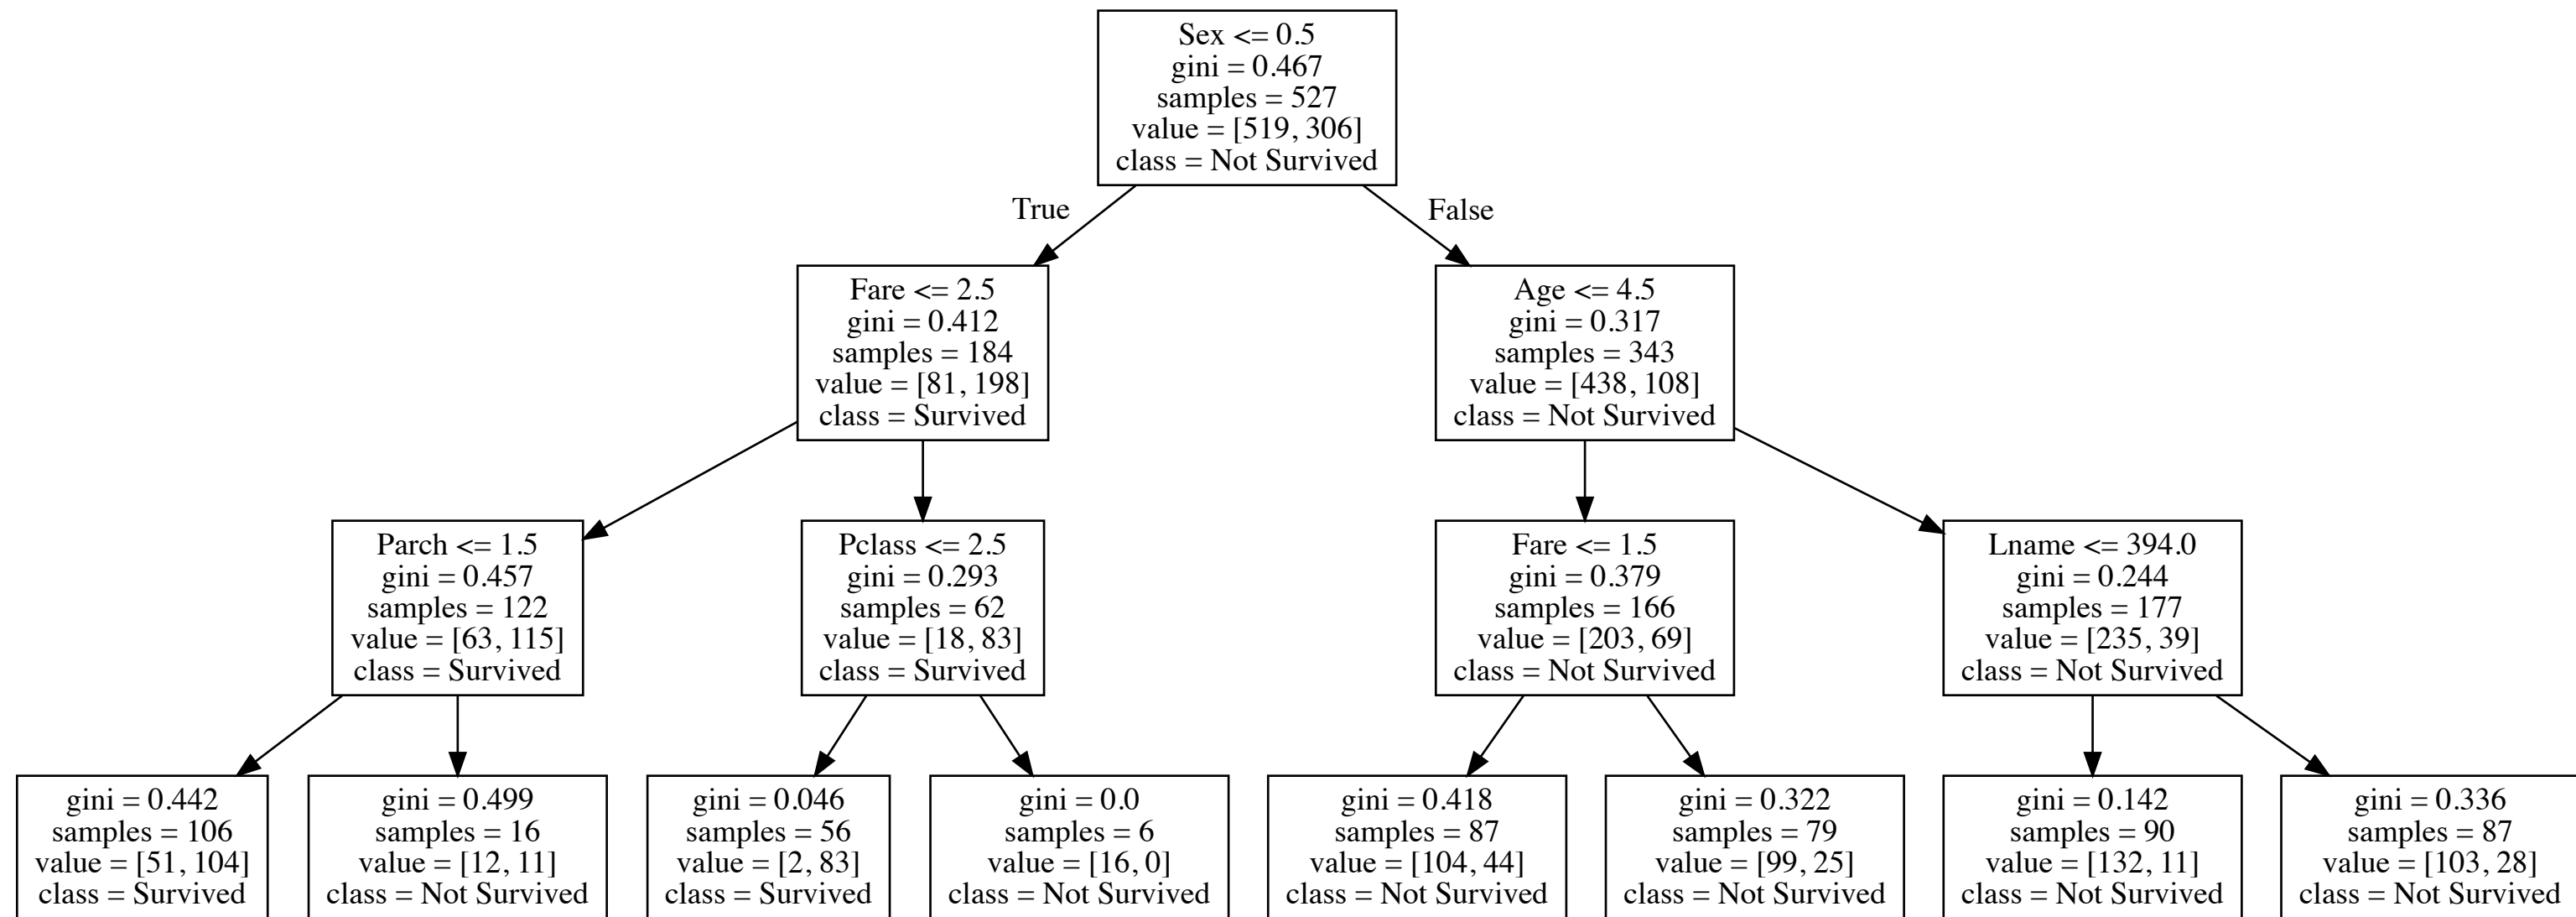 Sex <= 0.5
gini = 0.467
samples = 527
value = [519, 306]
class = Not Survived
True
False
Fare <= 2.5
gini = 0.412
samples = 184
value = [81, 198]
class = Survived
Age <= 4.5
gini = 0.317
samples = 343
value = [438, 108]
class = Not Survived
Parch <= 1.5
gini = 0.457
samples = 122
value = [63, 115]
class = Survived
Pclass <= 2.5
gini = 0.293
samples = 62
value = [18, 83]
class = Survived
Fare <= 1.5
gini = 0.379
samples = 166
value = [203, 69]
class = Not Survived
Lname <= 394.0
gini = 0.244
samples = 177
value = [235, 39]
class = Not Survived
gini = 0.442
samples = 106
value = [51, 104]
class = Survived
gini = 0.499
samples = 16
value = [12, 11]
class = Not Survived
gini = 0.046
samples = 56
value = [2, 83]
class = Survived
gini = 0.0
samples = 6
value = [16, 0]
class = Not Survived
gini = 0.418
samples = 87
value = [104, 44]
class = Not Survived
gini = 0.322
samples = 79
value = [99, 25]
class = Not Survived
gini = 0.142
samples = 90
value = [132, 11]
class = Not Survived
gini = 0.336
samples = 87
value = [103, 28]
class = Not Survived